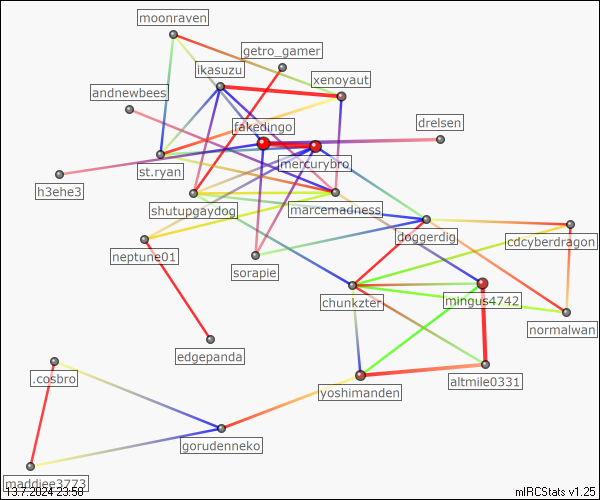 moonraven
getro_gamer
ikasuzu
xenoyaut
andnewbees
fakedingo
drelsen
mercurybro
st.ryan
h3ehe3
shutupgaydog
marcemadness
doggerdig
cdcyberdragon
neptune01
sorapie
chunkzter
mingus4742
normalwan
edgepanda
.cosbro
yoshimanden
altmile0331
gorudenneko
maddiee3773
13.7.2024 23:58
mIRCStats v1.25